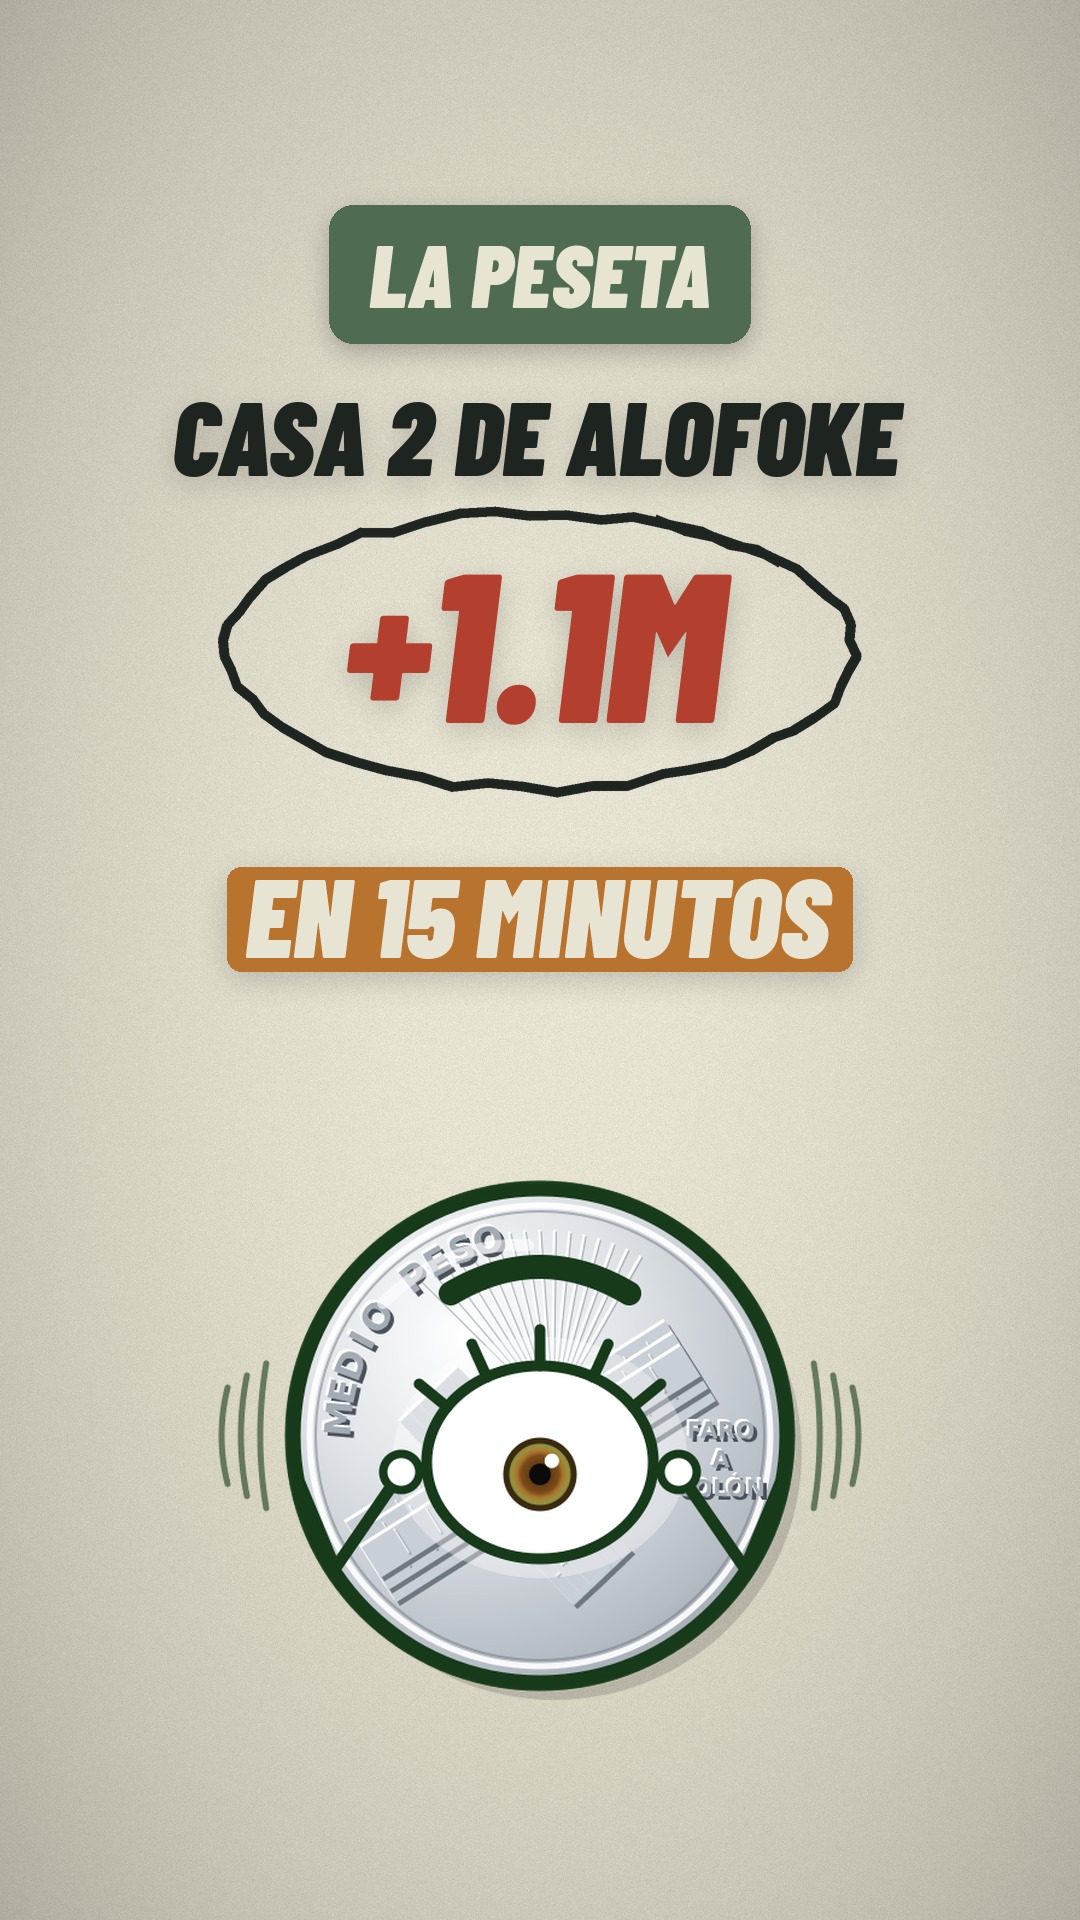 LA PESETA
CASA 2 DE ALOFOKE
+1.1M
EN 15 MINUTOS
MEDIO PESO
FARO
A